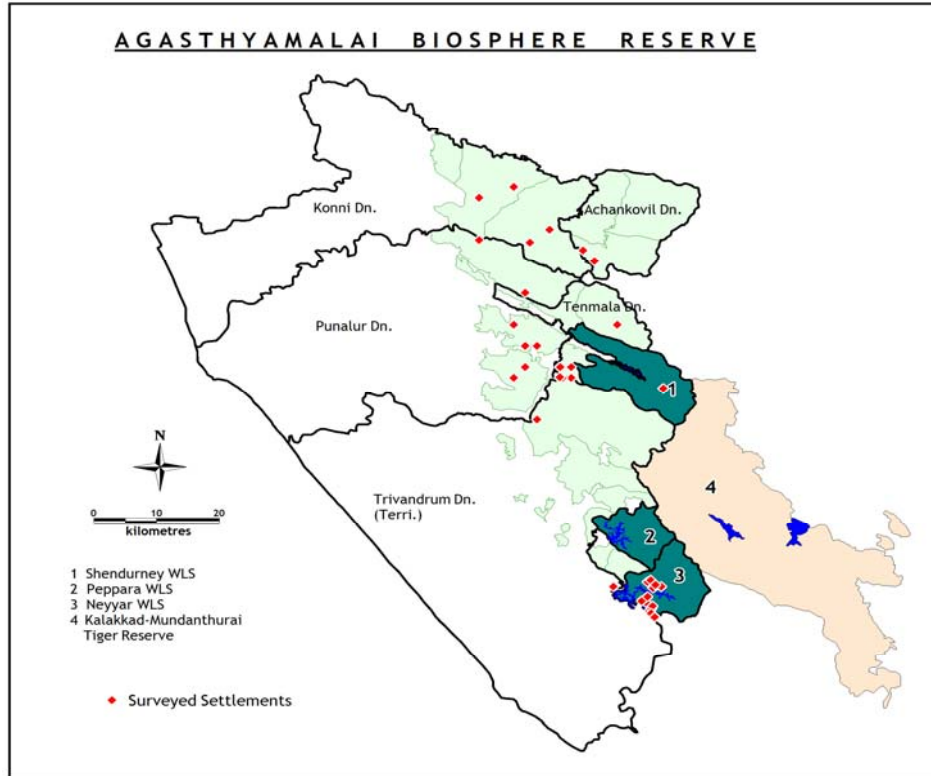 AGASTHYAMALAI BIOSPHERE RESERVE
Konni Dn.
Achankovil Dn.
Tenmala Dn.
Punalur Dn.
1
N
4
Trivandrum Dn.
(Terri.)
0 10 20
kilometres
2
3
1 Shendurney WLS
2 Peppara WLS
3 Neyyar WLS
4 Kalakkad-Mundanthurai
Tiger Reserve
Surveyed Settlements